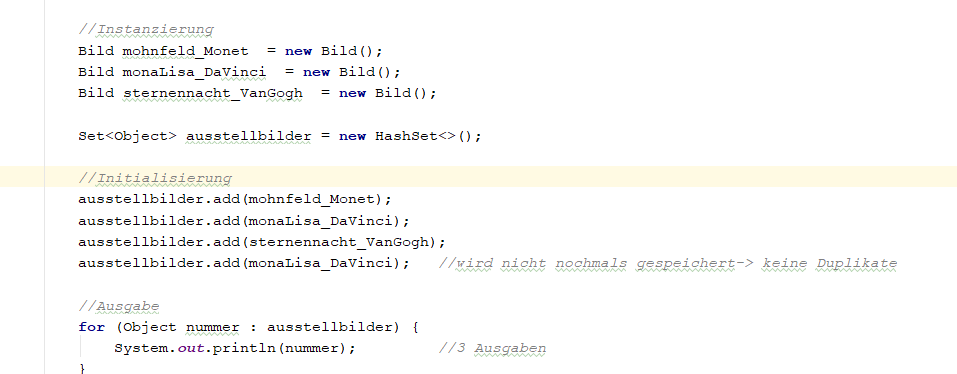 //Instanzierung
Bild mohnfeld_Monet  = new Bild();
Bild monaLisa_DaVinci  = new Bild();
Bild sternennacht_VanGogh  = new Bild();
Set<Object> ausstellbilder = new HashSet<>();
//Initialisierung
ausstellbilder.add(mohnfeld_Monet);
ausstellbilder.add(monaLisa_DaVinci);
ausstellbilder.add(sternennacht_VanGogh);
ausstellbilder.add(monaLisa_DaVinci);   //wird nicht nochmals gespeichert-> keine Duplikate
//Ausgabe
for (Object nummer : ausstellbilder) {
    System.out.println(nummer);         //3 Ausgaben
}